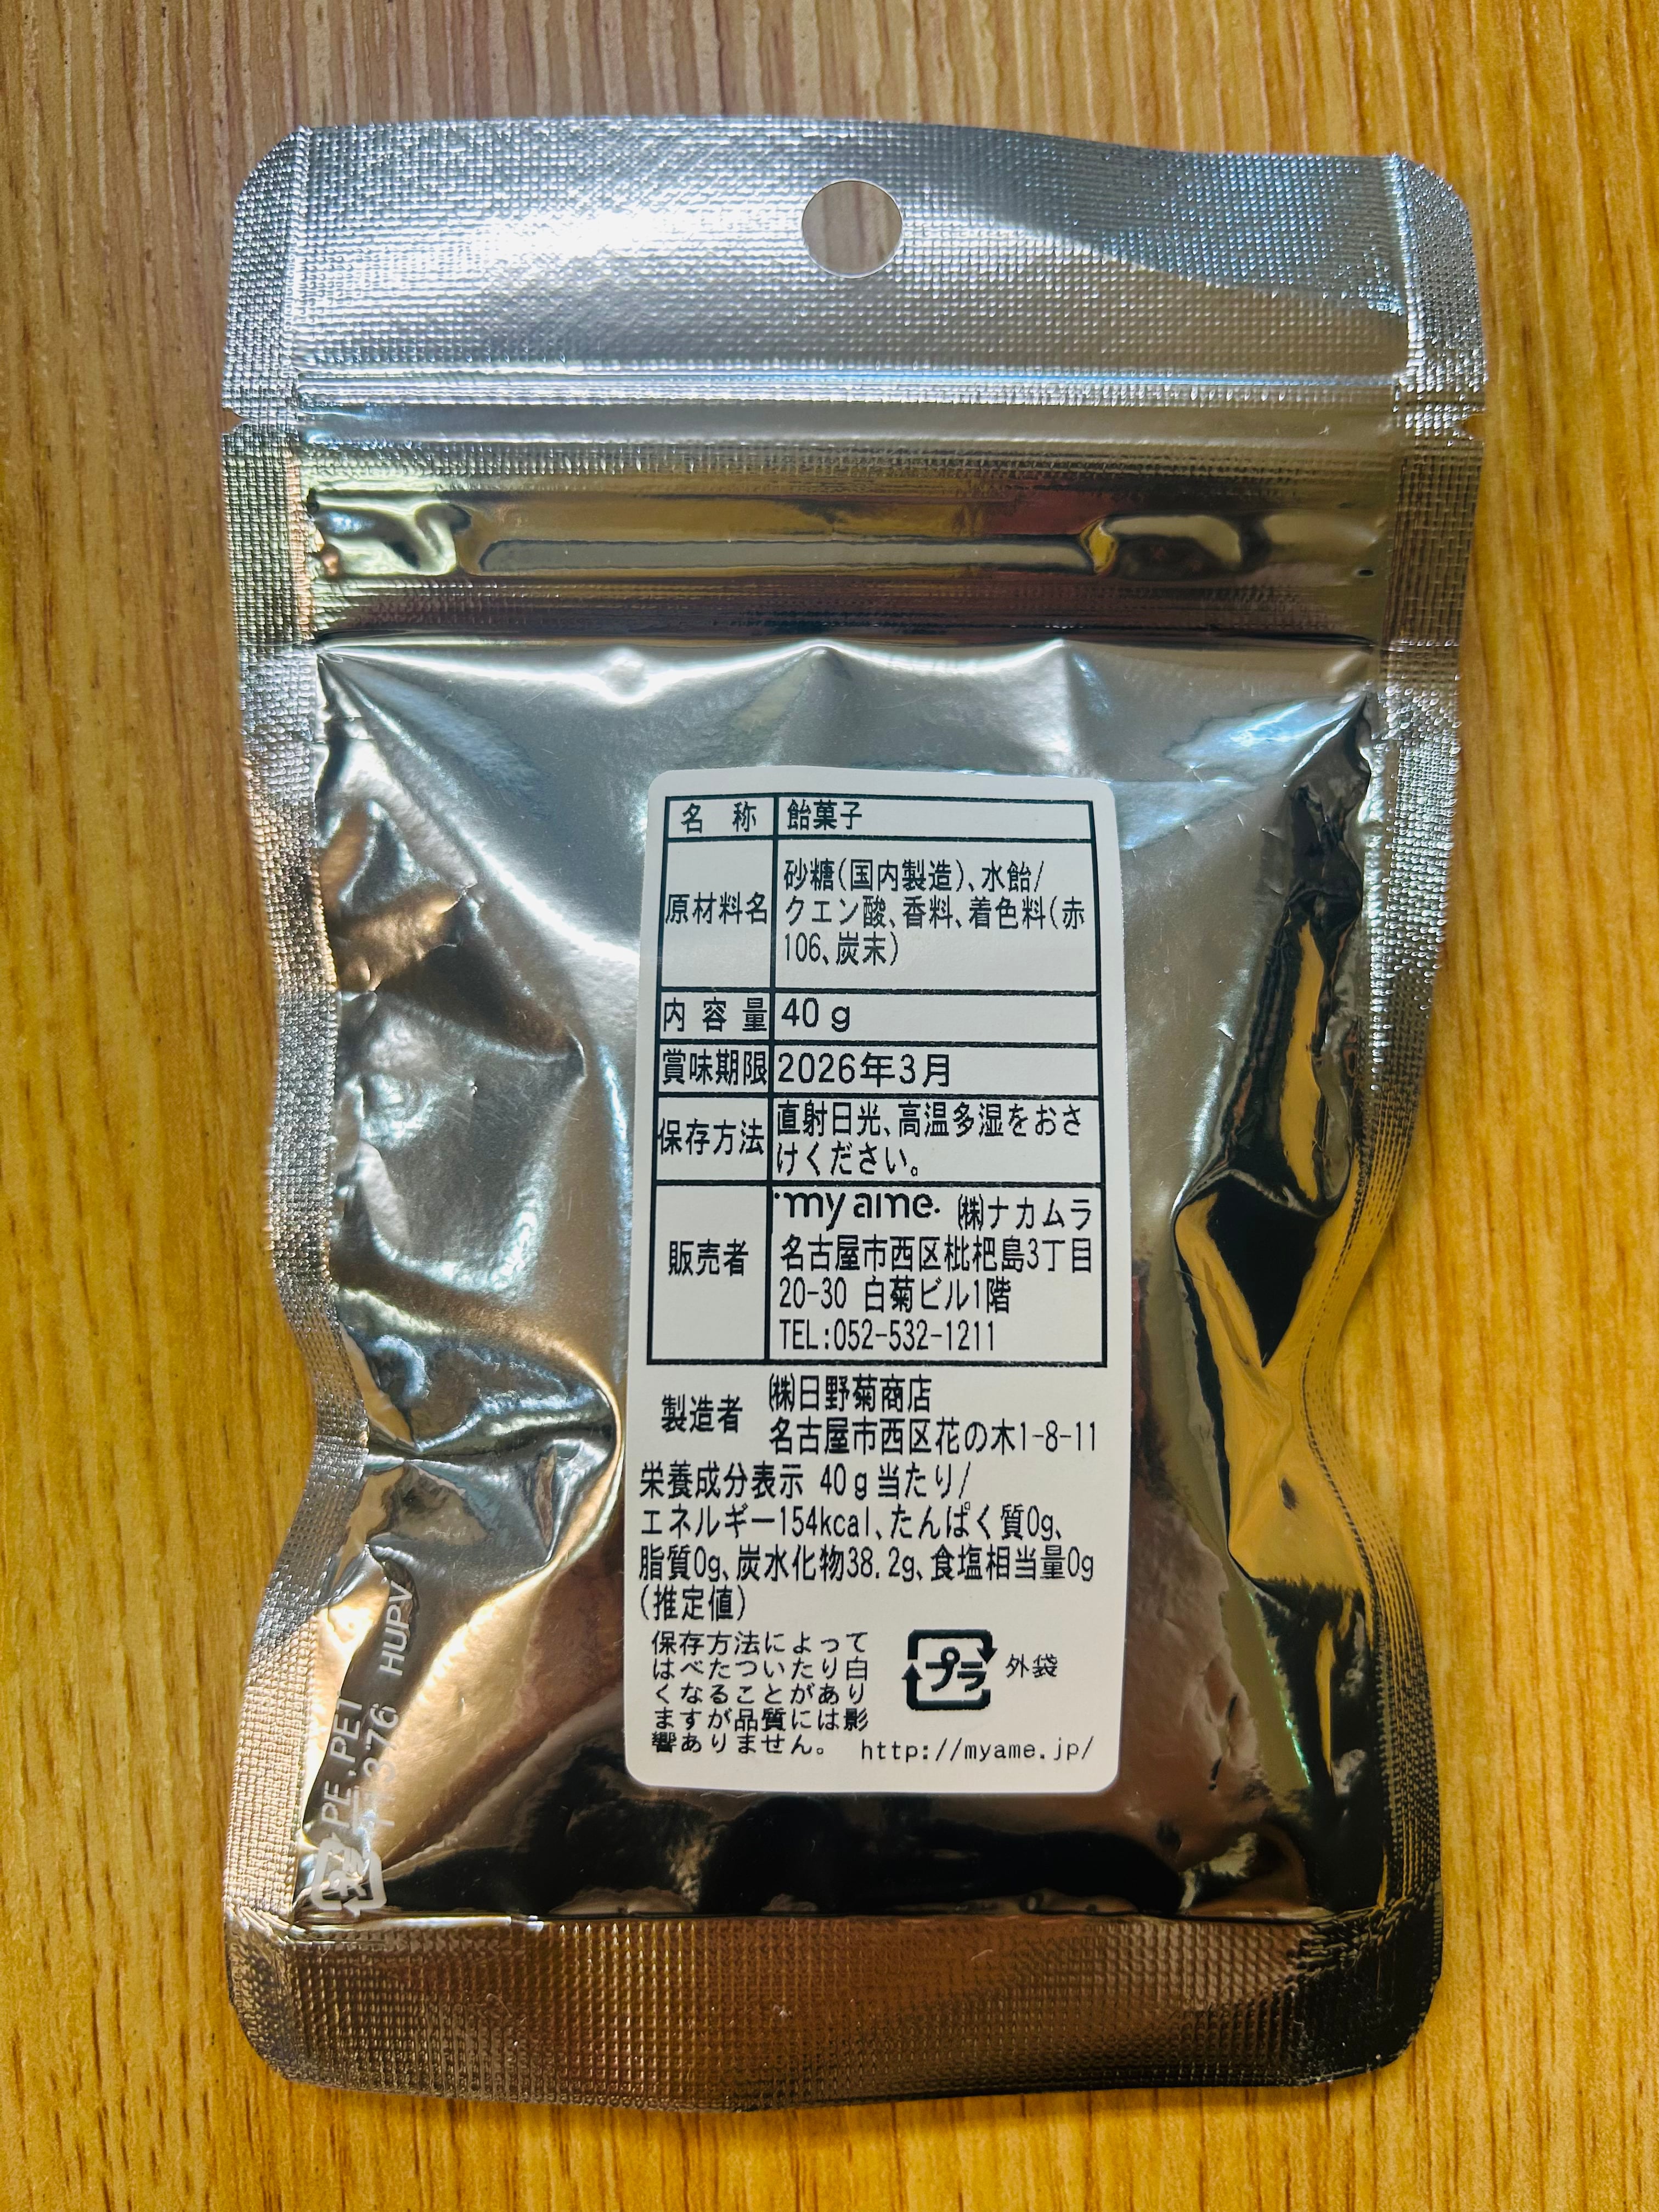 名 称 飴菓子
原材料名 砂糖(国内製造)、水飴/
クエン酸、香料、着色料(赤
106、炭末)
内 容 量 40 g
賞味期限 2026年3月
保存方法 直射日光、高温多湿をおさ
けください。
販売者 my ame. ㈱ナカムラ
名古屋市西区枇杷島3丁目
20-30 白菊ビル1階
TEL:052-532-1211
製造者 ㈱日野菊商店
名古屋市西区花の木1-8-11
栄養成分表示 40g当たり/
エネルギー154kcal、たんぱく質0g、
脂質0g、炭水化物38.2g、食塩相当量0g
(推定値)
保存方法によって
はべたついたり白
くなることがあり
ますが品質には影
響ありません。
プラ 外袋
http://myame.jp/
PE,PET
HUPV